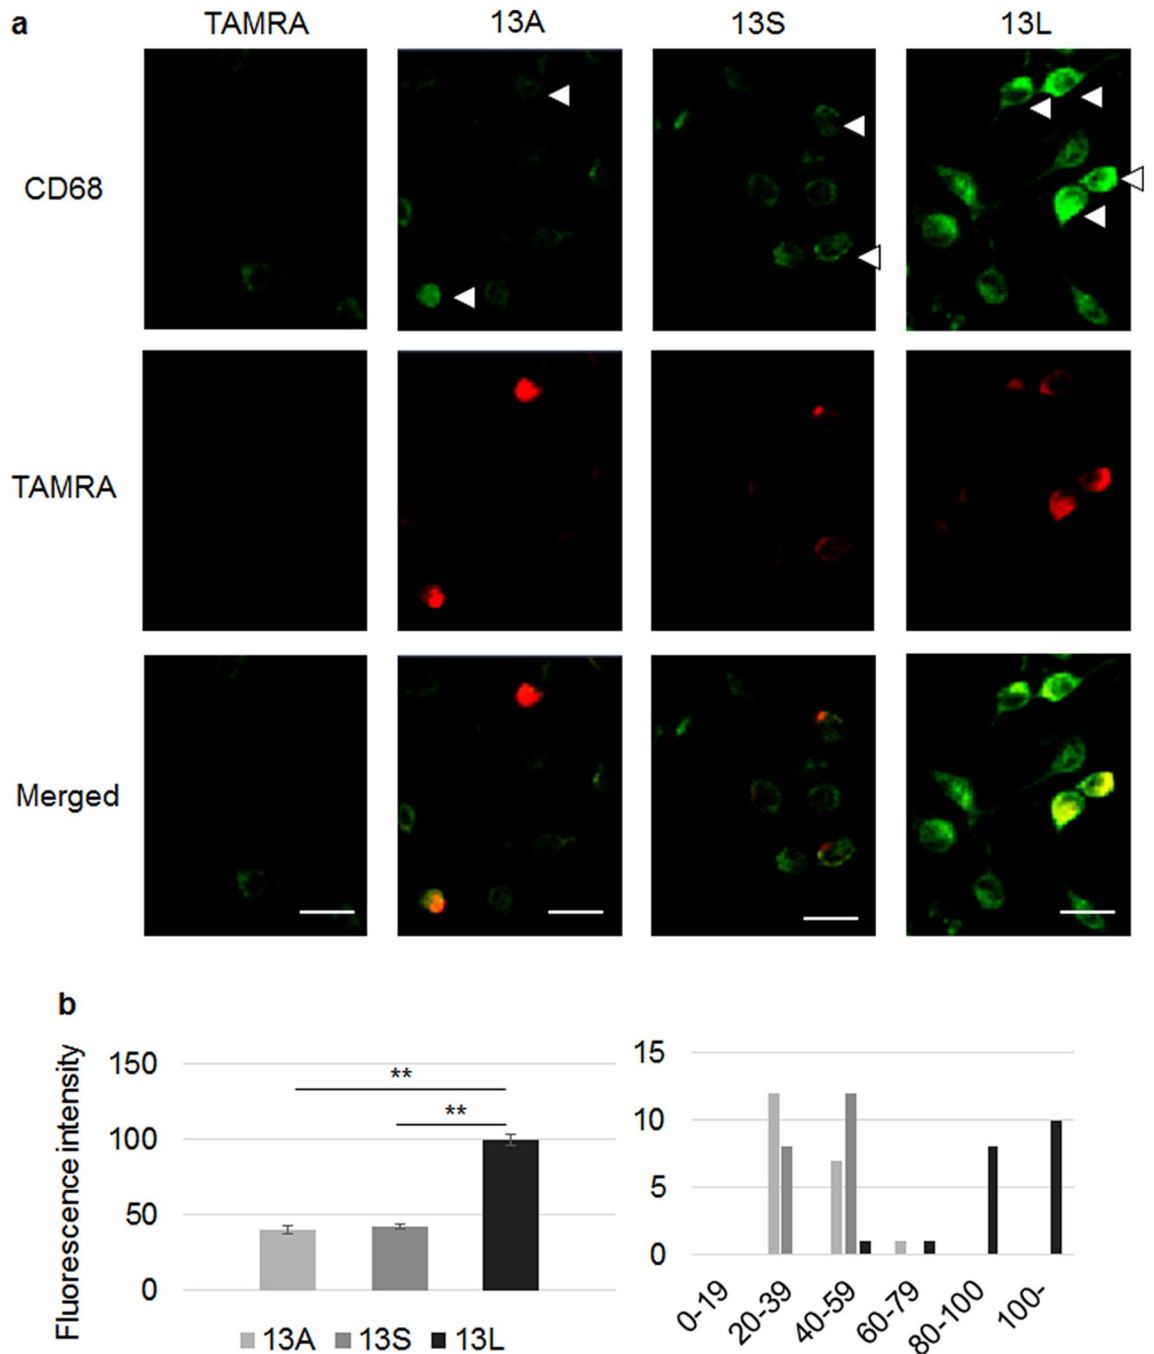 a
TAMRA 13A 13S 13L
CD68
TAMRA
Merged
b
Fluorescence intensity
150
100
50
0
**
**
13A 13S 13L
15
10
5
0
0-19 20-39 40-59 60-79 80-100 100-